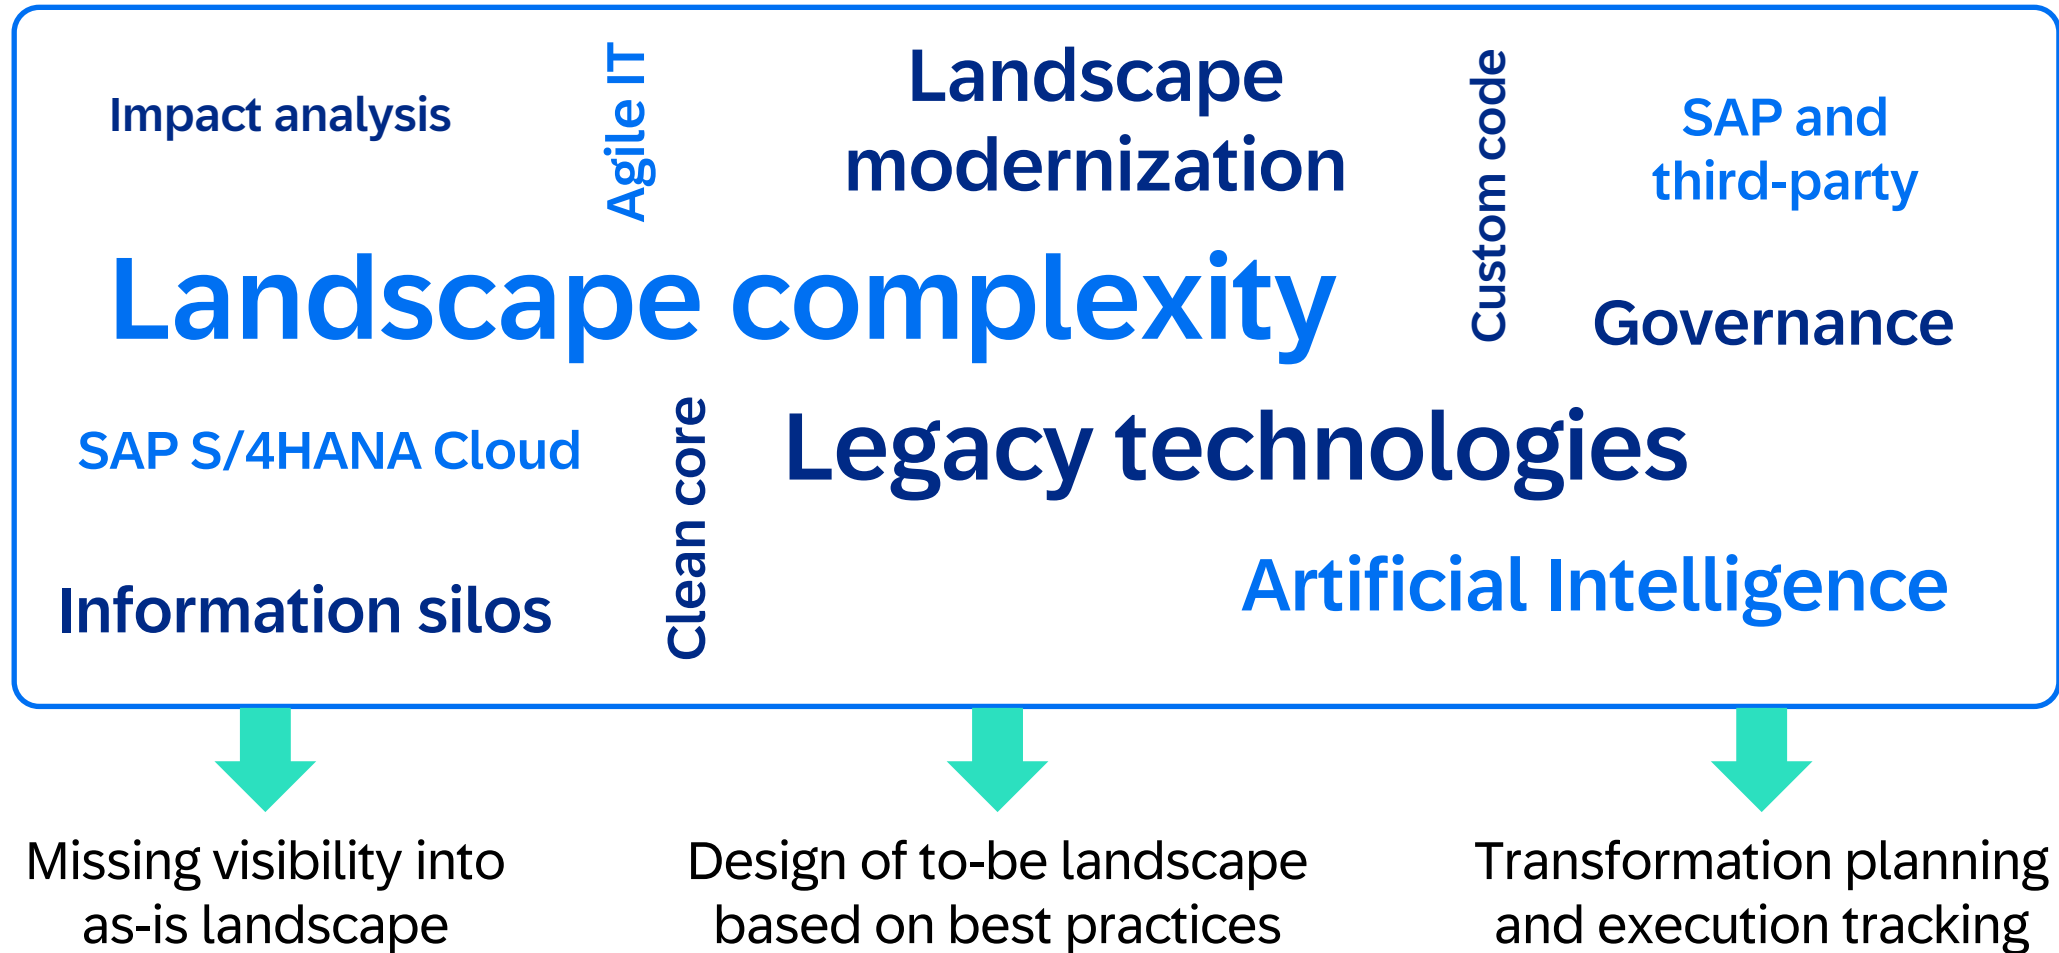 Impact analysis
Agile IT
Landscape
modernization
Custom code
SAP and
third-party
Landscape complexity
Governance
SAP S/4HANA Cloud
Clean core
Legacy technologies
Information silos
Artificial Intelligence
Missing visibility into
as-is landscape
Design of to-be landscape
based on best practices
Transformation planning
and execution tracking